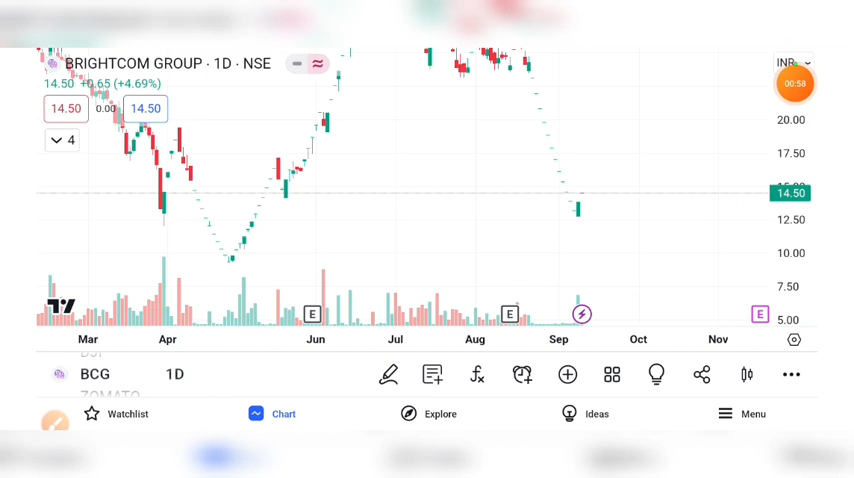 BRIGHTCOM GROUP · 1D · NSE
INR
14.50 +0.65 (+4.69%)
00:58
14.50 0.00 14.50
4
20.00
17.50
14.50
12.50
10.00
7.50
5.00
E E E
Mar Apr Jun Jul Aug Sep Oct Nov
BCG 1D
ZOMATO
Watchlist Chart Explore Ideas Menu